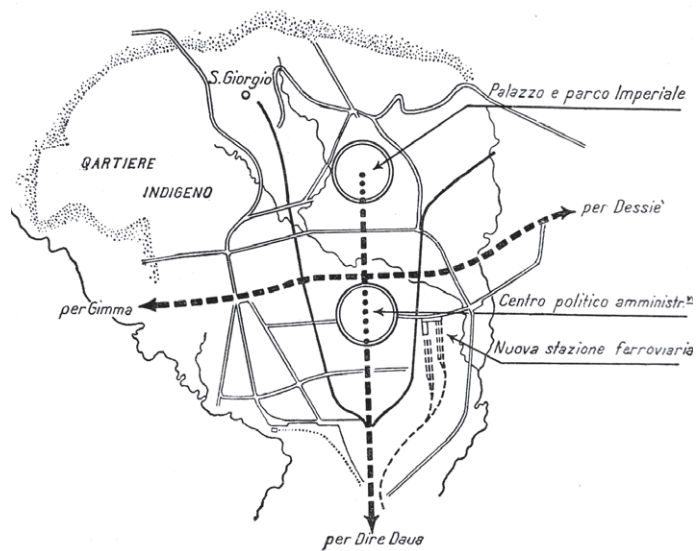 S. Giorgio
Palazzo e parco Imperiale
QARTIERE
INDIGENO
per Dessiè
per Gimma
Centro politico amministr.vo
Nuova stazione ferroviaria
per Dire Daua